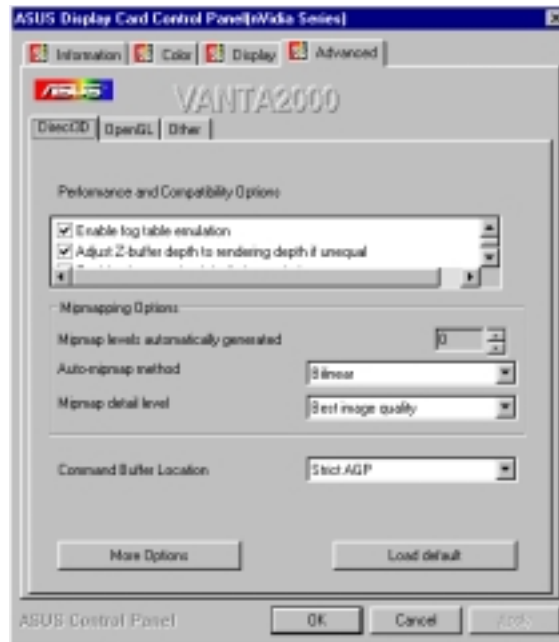 ASUS Display Card Control Panel(nVidia Series)
Information Color Display Advanced
ASUS
VANTA2000
Direct3D OpenGL Other
Performance and Compatibility Options
Enable fog table emulation
Adjust Z-buffer depth to rendering depth if unequal
Mipmapping Options
Mipmap levels automatically generated 0
Auto-mipmap method Bilinear
Mipmap detail level Best image quality
Command Buffer Location Strict AGP
More Options Load default
ASUS Control Panel OK Cancel Apply